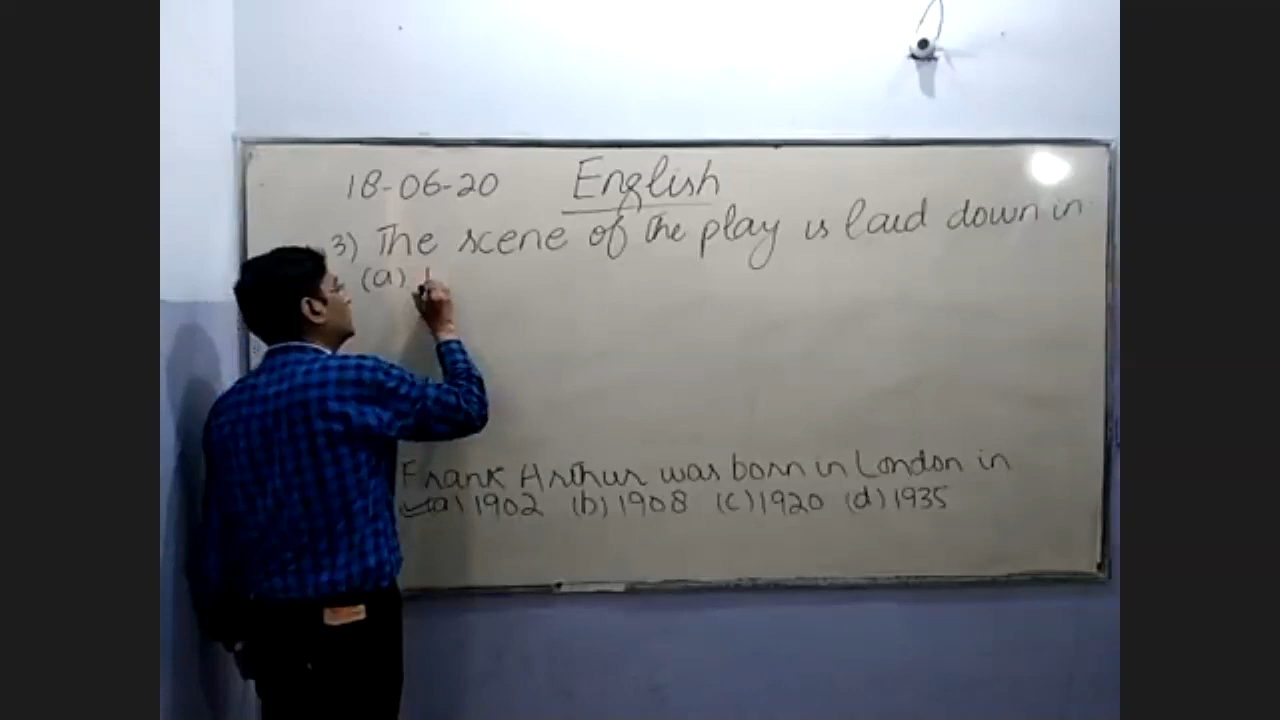 18-06-20 English
3) The scene of the play is laid down in
(a)
Frank Arthur was born in London in
(a) 1902 (b) 1908 (c) 1920 (d) 1935